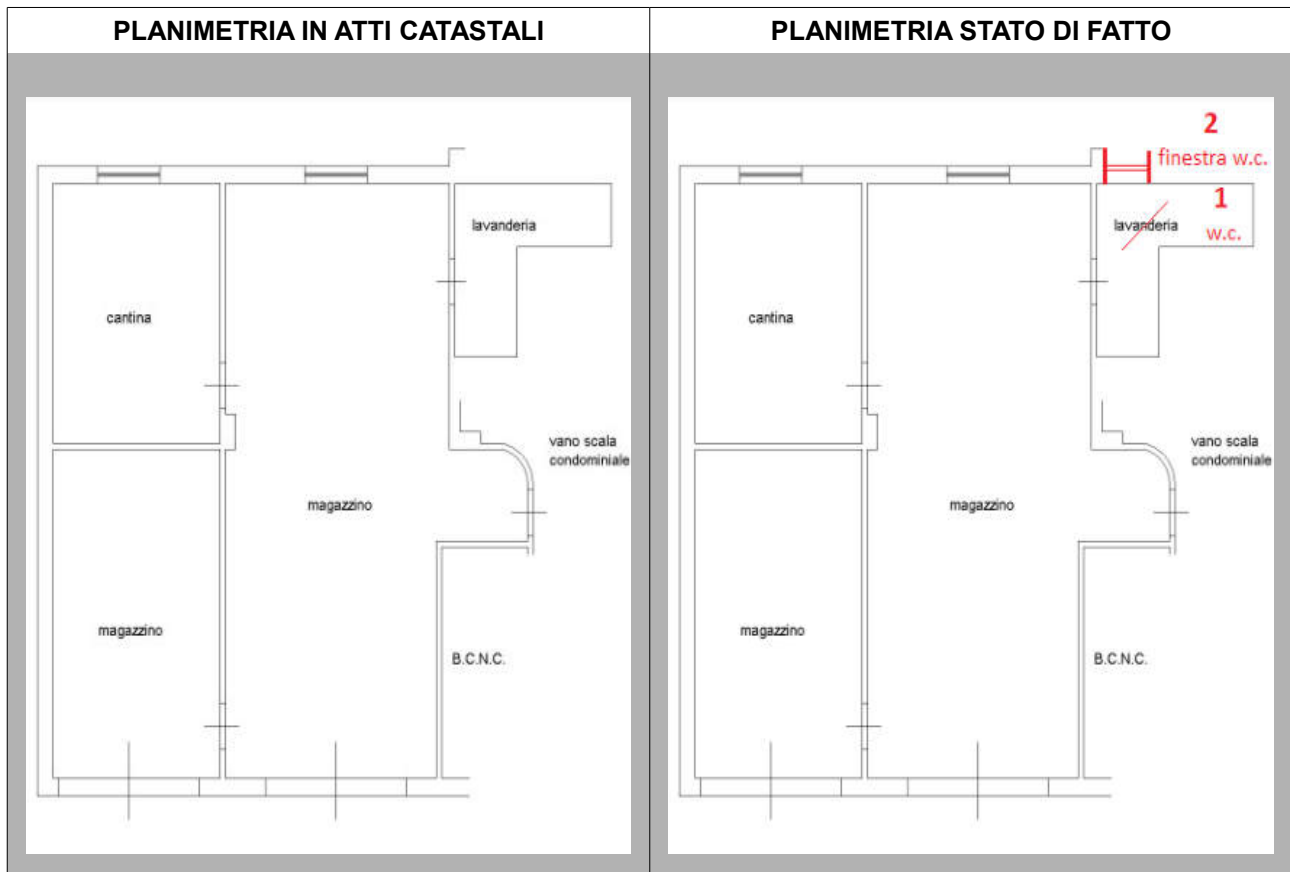 PLANIMETRIA IN ATTI CATASTALI
lavanderia
cantina
vano scala
condominiale
magazzino
magazzino
B.C.N.C.
PLANIMETRIA STATO DI FATTO
2
finestra w.c.
1
lavanderia
w.c.
cantina
vano scala
condominiale
magazzino
magazzino
B.C.N.C.